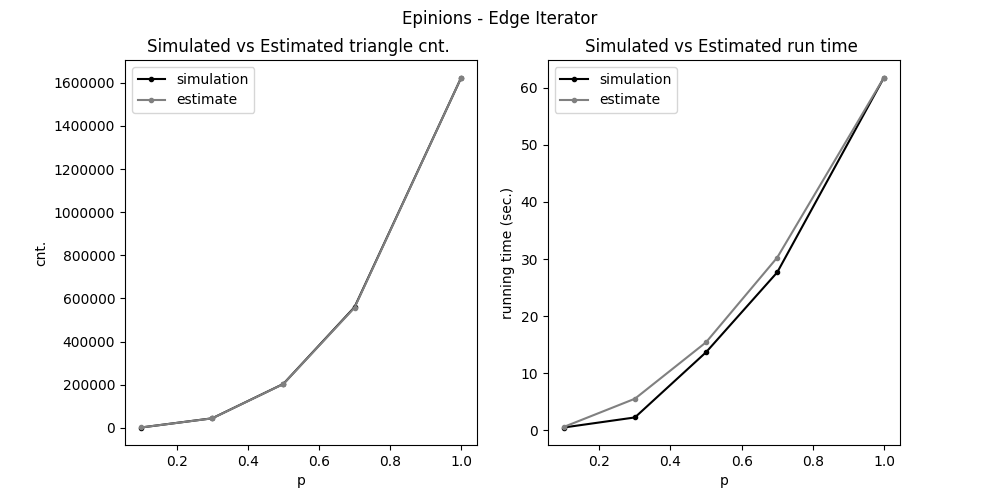 Epinions - Edge Iterator
Simulated vs Estimated triangle cnt.
simulation
estimate
1600000
1400000
1200000
1000000
800000
600000
400000
200000
0
cnt.
0.2 0.4 0.6 0.8 1.0
p
Simulated vs Estimated run time
simulation
estimate
60
50
40
30
20
10
0
running time (sec.)
0.2 0.4 0.6 0.8 1.0
p